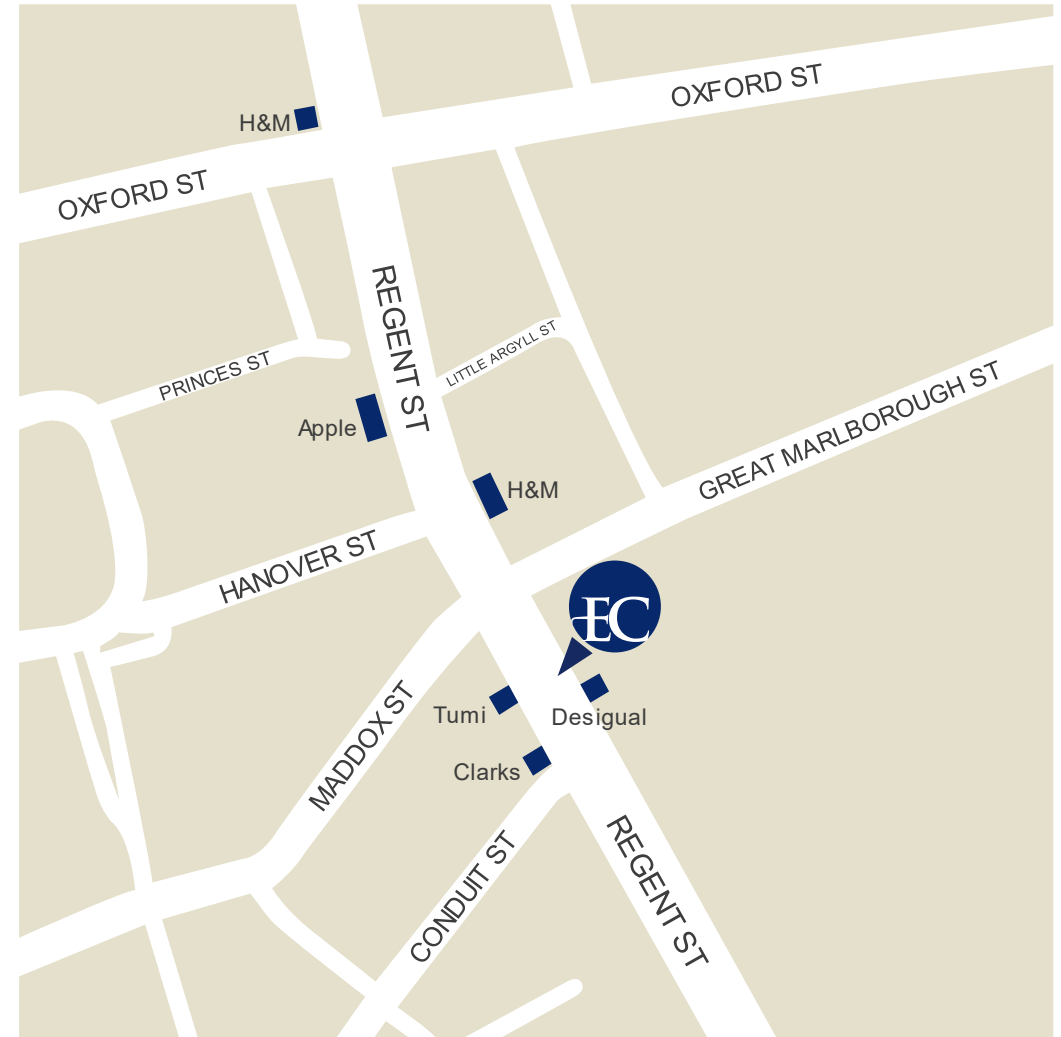 OXFORD ST
H&M
OXFORD ST
REGENT ST
LITTLE ARGYLL ST
PRINCES ST
GREAT MARLBOROUGH ST
Apple
H&M
HANOVER ST
EC
MADDOX ST
Tumi
Desigual
Clarks
REGENT ST
CONDUIT ST